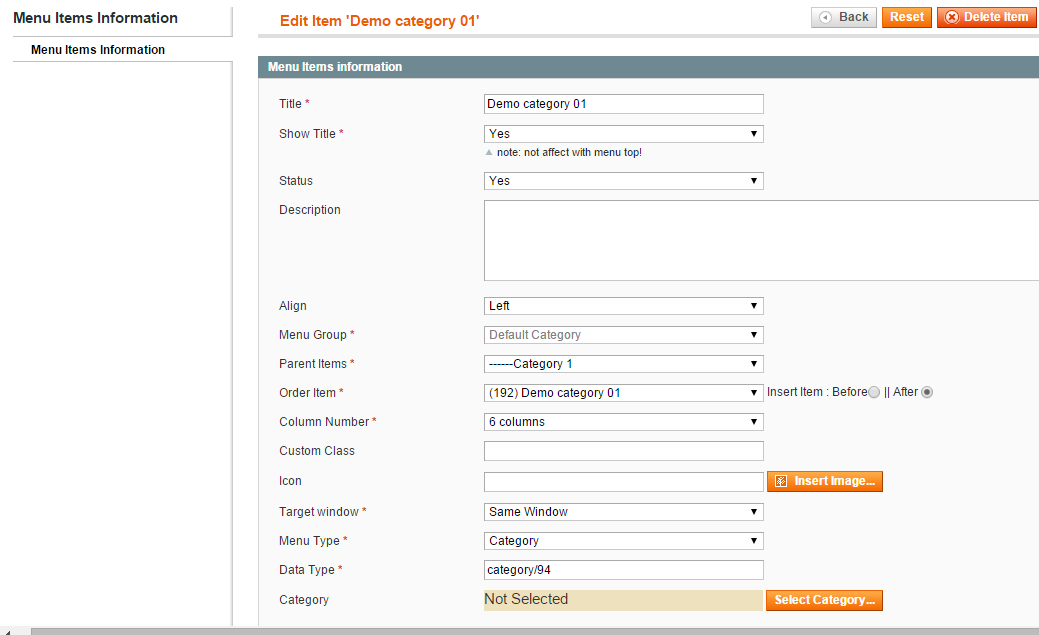 Menu Items Information
Edit Item 'Demo category 01'
Back
Reset
Delete Item
Menu Items Information
Menu Items information
Title *
Demo category 01
Show Title *
Yes
note: not affect with menu top!
Status
Yes
Description
Align
Left
Menu Group *
Default Category
Parent Items *
------Category 1
Order Item *
(192) Demo category 01
Insert Item : Before || After
Column Number *
6 columns
Custom Class
Icon
Insert Image...
Target window *
Same Window
Menu Type *
Category
Data Type *
category/94
Category
Not Selected
Select Category...